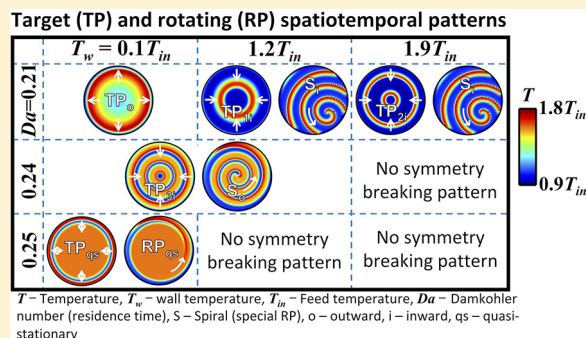 Target (TP) and rotating (RP) spatiotemporal patterns
T_w = 0.1T_in 1.2T_in 1.9T_in
Da=0.21 TP_o TP_1i S_i TP_2i S_i
T
1.8T_in
0.9T_in
0.24 TP_3i S_o No symmetry
breaking pattern
0.25 TP_qs RP_qs No symmetry
breaking pattern No symmetry
breaking pattern
T – Temperature, T_w – wall temperature, T_in – Feed temperature, Da – Damkohler
number (residence time), S – Spiral (special RP), o – outward, i – inward, qs – quasi-
stationary